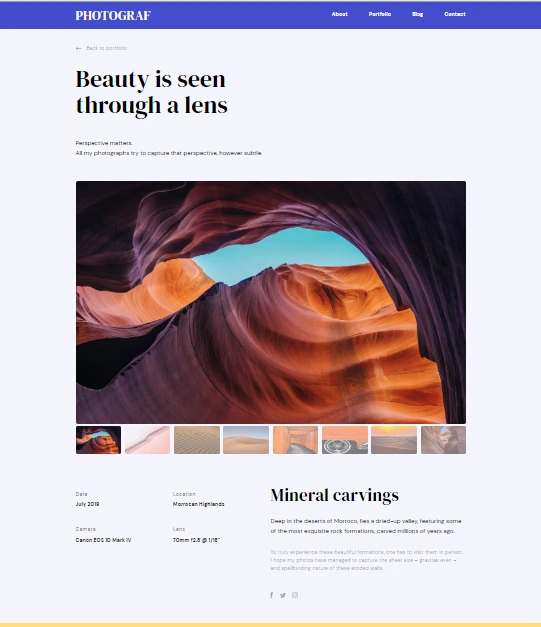 PHOTOGRAF
About Portfolio Blog Contact
← Back to portfolio
Beauty is seen
through a lens
Perspective matters.
All my photographs try to capture that perspective, however subtle.
Date
July 2019
Location
Morrocan Highlands
Camera
Canon EOS 1D Mark IV
Lens
70mm f2.8 @ 1/16"
Mineral carvings
Deep in the deserts of Morroco, lies a dried-up valley, featuring some
of the most exquisite rock formations, carved millions of years ago.
To truly experience these beautiful formations, one has to visit them in person.
I hope my photos have managed to capture the sheer size – gravitas even –
and spellbinding nature of these eroded walls.